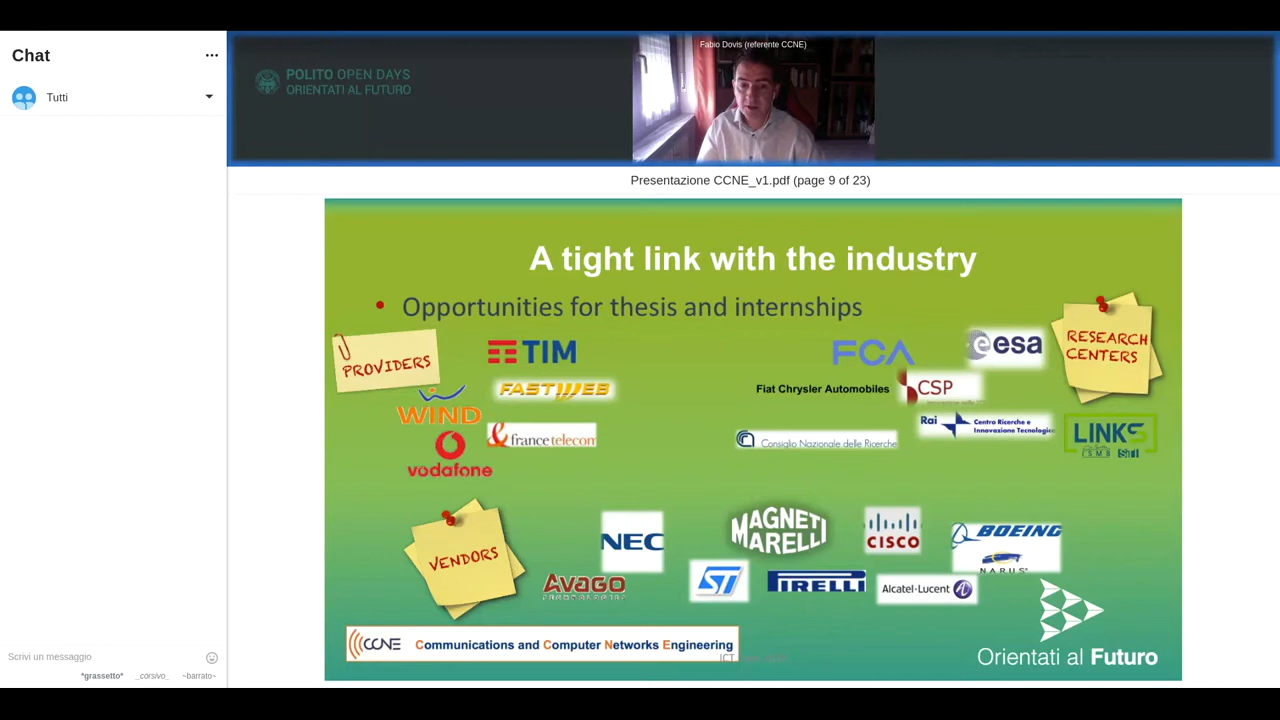 Chat
Tutti
Scrivi un messaggio
*grassetto* _corsivo_ ~barrato~
POLITO OPEN DAYS
ORIENTATI AL FUTURO
Fabio Dovis (referente CCNE)
Presentazione CCNE_v1.pdf (page 9 of 23)
A tight link with the industry
• Opportunities for thesis and internships
PROVIDERS
TIM
FASTWEB
WIND
francetelecom
vodafone
FCA
Fiat Chrysler Automobiles
esa
CSP
Rai Centro Ricerche e
Innovazione Tecnologica
Consiglio Nazionale delle Ricerche
LINKS
RESEARCH
CENTERS
VENDORS
NEC
AVAGO
TECHNOLOGIES
MAGNETI
MARELLI
CISCO
BOEING
NARUS
ST
PIRELLI
Alcatel·Lucent
CCNE Communications and Computer Networks Engineering
ICT
Orientati al Futuro